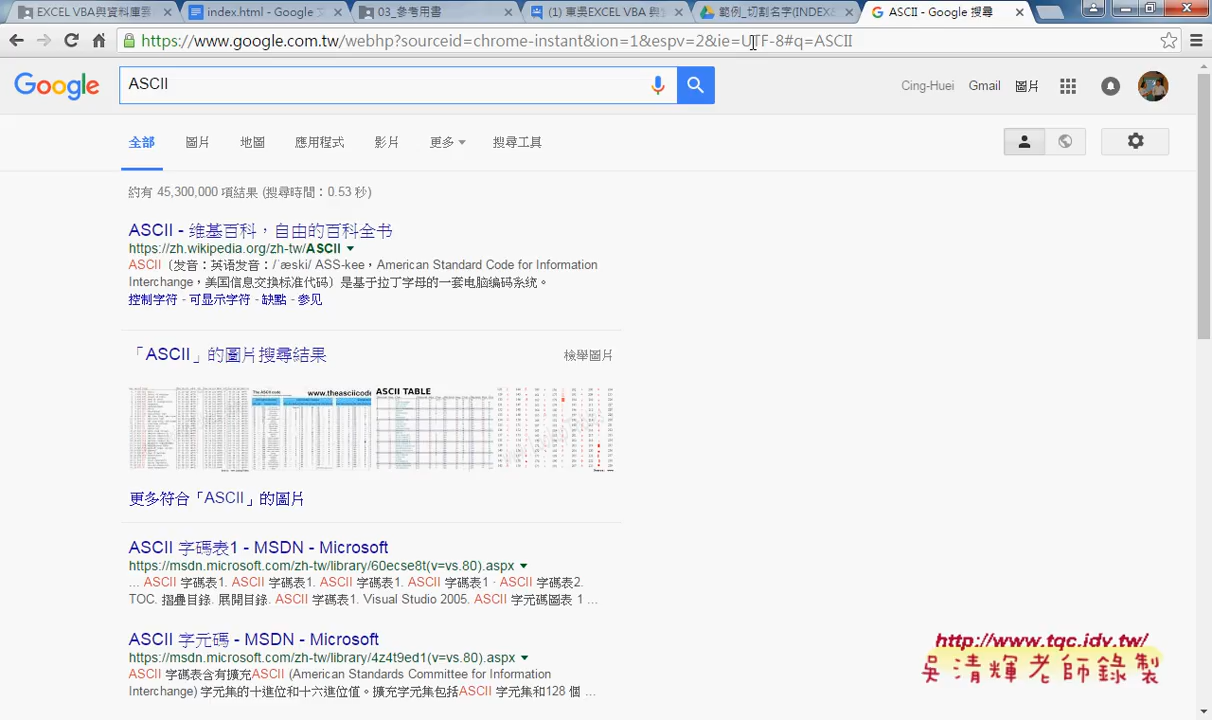 EXCEL VBA與資料庫雲
index.html - Google 文
03_參考用書
(1) 東吳EXCEL VBA 與
範例_切割名字(INDEX&
ASCII - Google 搜尋
https://www.google.com.tw/webhp?sourceid=chrome-instant&ion=1&espv=2&ie=UTF-8#q=ASCII
Google
ASCII
Cing-Huei Gmail 圖片
全部 圖片 地圖 應用程式 影片 更多 搜尋工具
約有 45,300,000 項結果 (搜尋時間：0.53 秒)
ASCII - 维基百科，自由的百科全书
https://zh.wikipedia.org/zh-tw/ASCII
ASCII（发音：英语发音：/ˈæski/ ASS-kee，American Standard Code for Information
Interchange，美国信息交换标准代码）是基于拉丁字母的一套电脑编码系统。
控制字符 - 可显示字符 - 缺點 - 参见
「ASCII」的圖片搜尋結果
檢舉圖片
The ASCII code
www.theasciicode
ASCII TABLE
更多符合「ASCII」的圖片
ASCII 字碼表1 - MSDN - Microsoft
https://msdn.microsoft.com/zh-tw/library/60ecse8t(v=vs.80).aspx
... ASCII 字碼表1. ASCII 字碼表1. ASCII 字碼表1. ASCII 字碼表1 · ASCII 字碼表2.
TOC. 摺疊目錄. 展開目錄. ASCII 字碼表1. Visual Studio 2005. ASCII 字元碼圖表 1 ...
ASCII 字元碼 - MSDN - Microsoft
https://msdn.microsoft.com/zh-tw/library/4z4t9ed1(v=vs.80).aspx
ASCII 字碼表含有擴充ASCII (American Standards Committee for Information
Interchange) 字元集的十進位和十六進位值。擴充字元集包括ASCII 字元集和128 個 ...
http://www.tqc.idv.tw/
吳清輝老師錄製